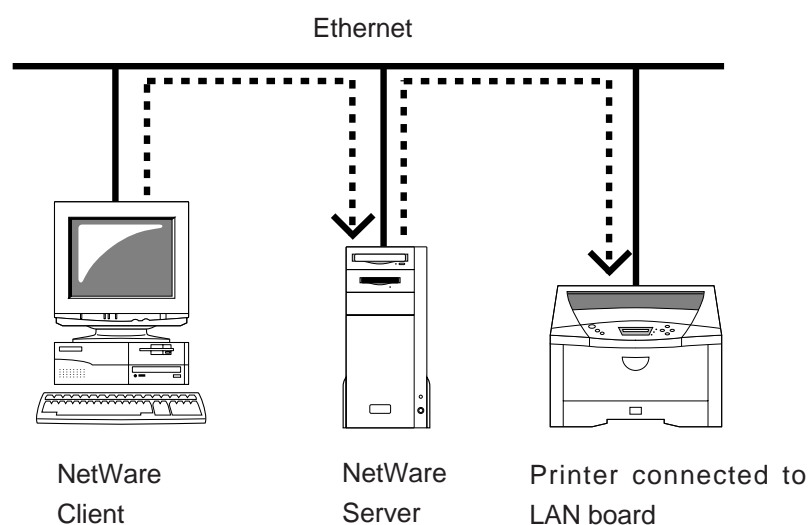 Ethernet
NetWare
Client
NetWare
Server
Printer connected to
LAN board